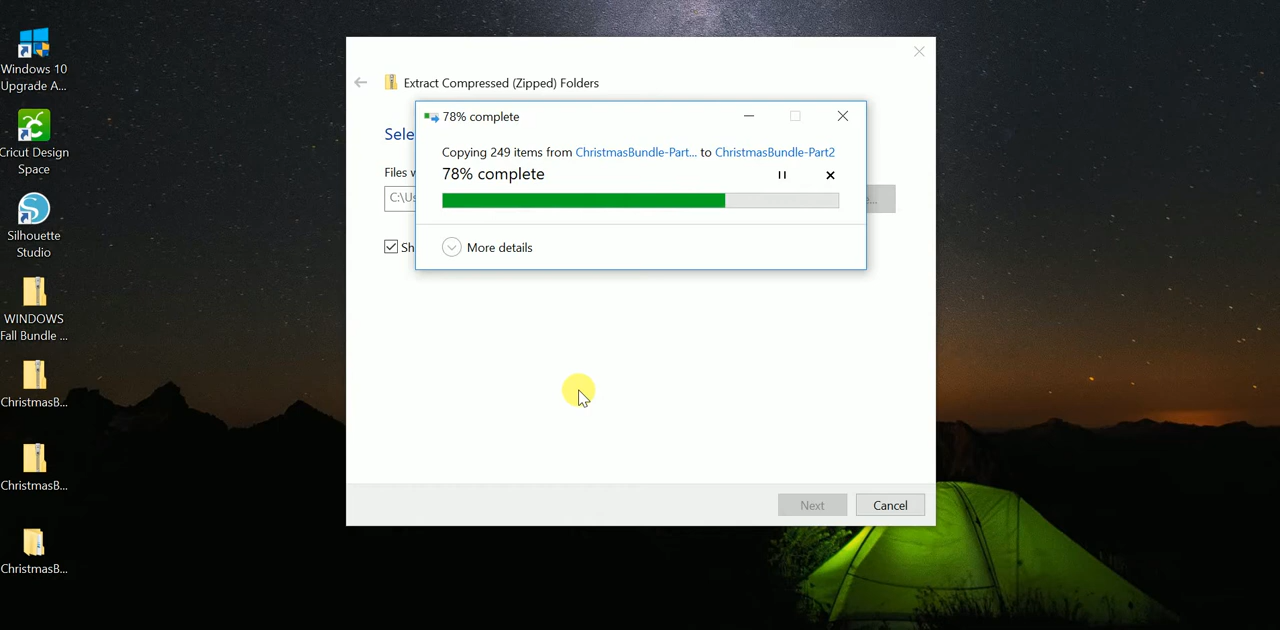 Windows 10
Upgrade A...
Cricut Design
Space
Silhouette
Studio
WINDOWS
Fall Bundle ...
ChristmasB...
ChristmasB...
ChristmasB...
Extract Compressed (Zipped) Folders
Sele
Files w
C:\Us
e...
Sh
78% complete
Copying 249 items from ChristmasBundle-Part... to ChristmasBundle-Part2
78% complete
More details
Next
Cancel